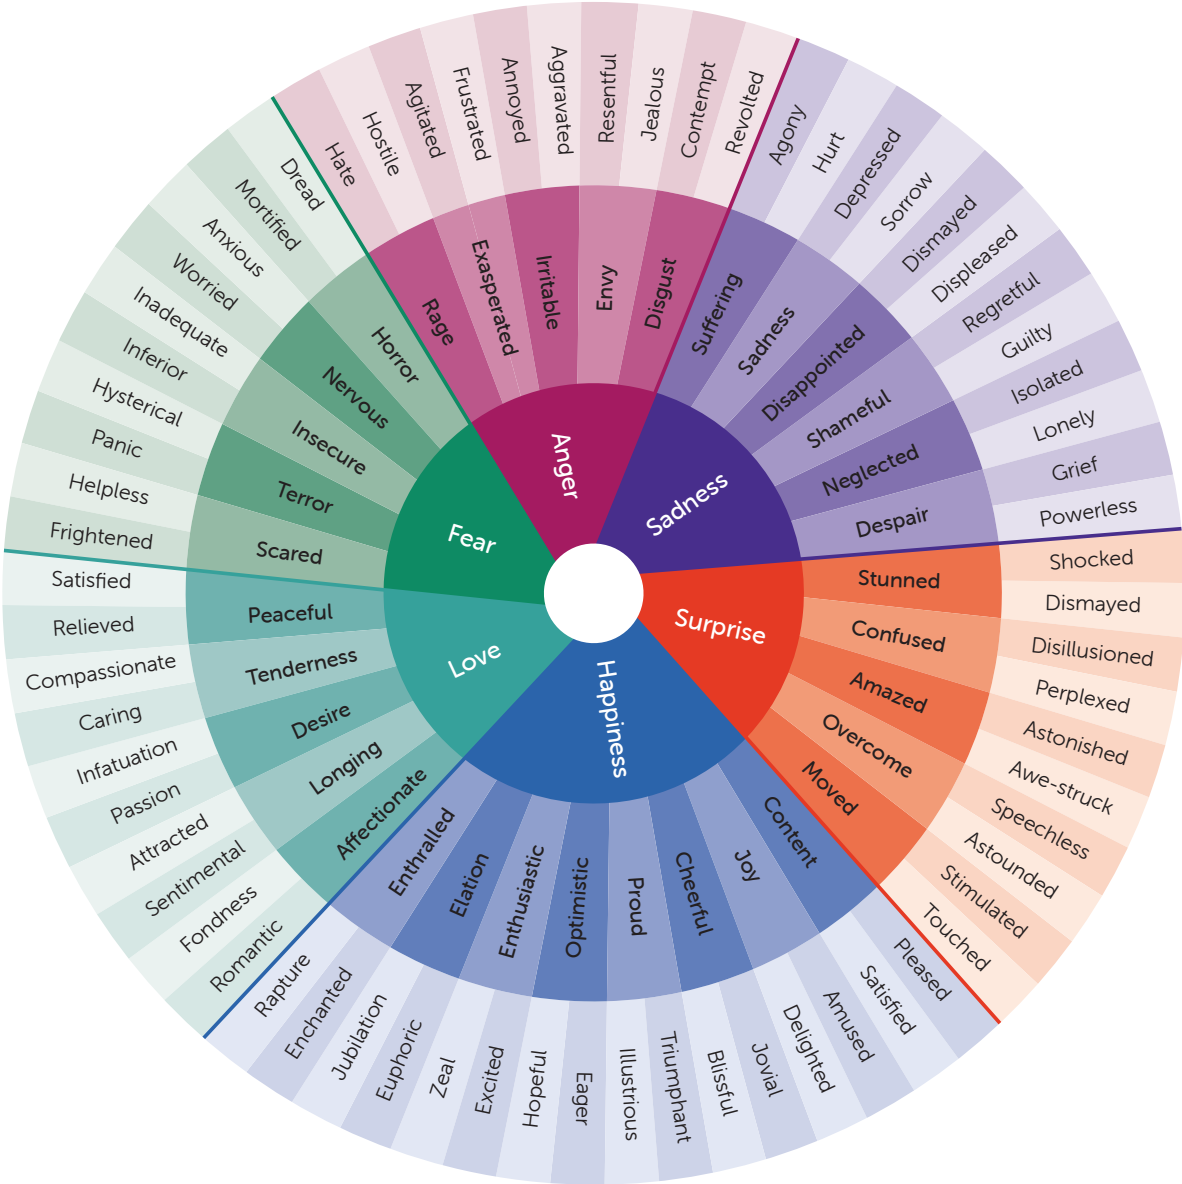 Anger
Rage
Hate
Hostile
Exasperated
Agitated
Frustrated
Irritable
Annoyed
Aggravated
Envy
Resentful
Jealous
Disgust
Contempt
Revolted
Sadness
Suffering
Agony
Hurt
Sadness
Depressed
Sorrow
Disappointed
Dismayed
Displeased
Shameful
Regretful
Guilty
Neglected
Isolated
Lonely
Despair
Grief
Powerless
Surprise
Stunned
Shocked
Dismayed
Confused
Disillusioned
Perplexed
Amazed
Astonished
Awe-struck
Overcome
Speechless
Astounded
Moved
Stimulated
Touched
Happiness
Content
Pleased
Satisfied
Joy
Amused
Delighted
Cheerful
Jovial
Blissful
Proud
Triumphant
Illustrious
Optimistic
Eager
Hopeful
Enthusiastic
Excited
Zeal
Elation
Euphoric
Jubilation
Enthralled
Enchanted
Rapture
Love
Affectionate
Romantic
Fondness
Longing
Sentimental
Attracted
Desire
Passion
Infatuation
Tenderness
Caring
Compassionate
Peaceful
Relieved
Satisfied
Fear
Scared
Frightened
Helpless
Terror
Panic
Hysterical
Insecure
Inferior
Inadequate
Nervous
Worried
Anxious
Horror
Mortified
Dread